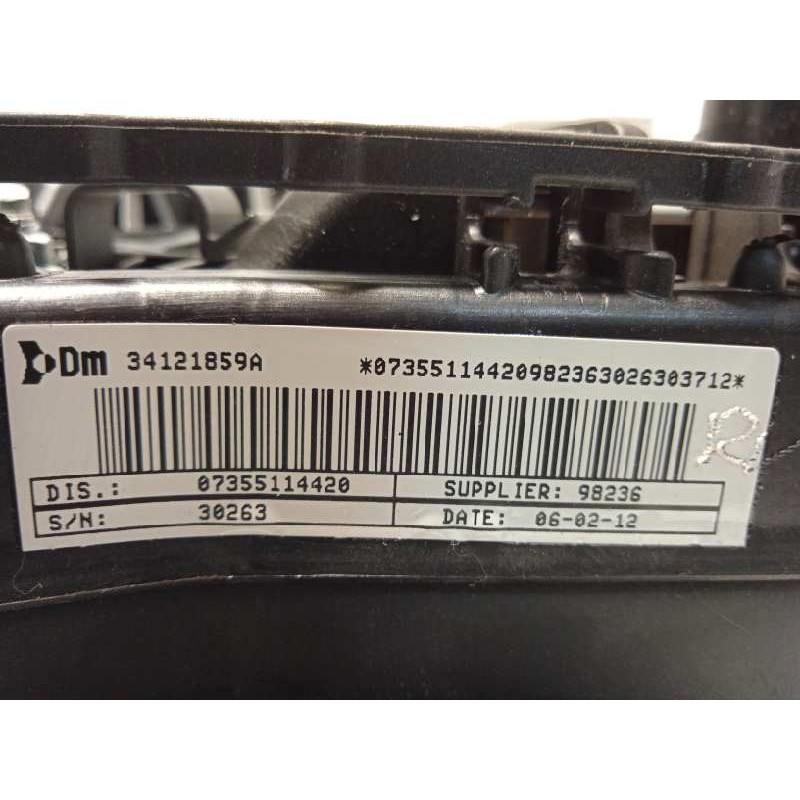 Dm 34121859A *07355114420982363026303712*
DIS.: 07355114420 SUPPLIER: 98236
S/N: 30263 DATE: 06-02-12
R